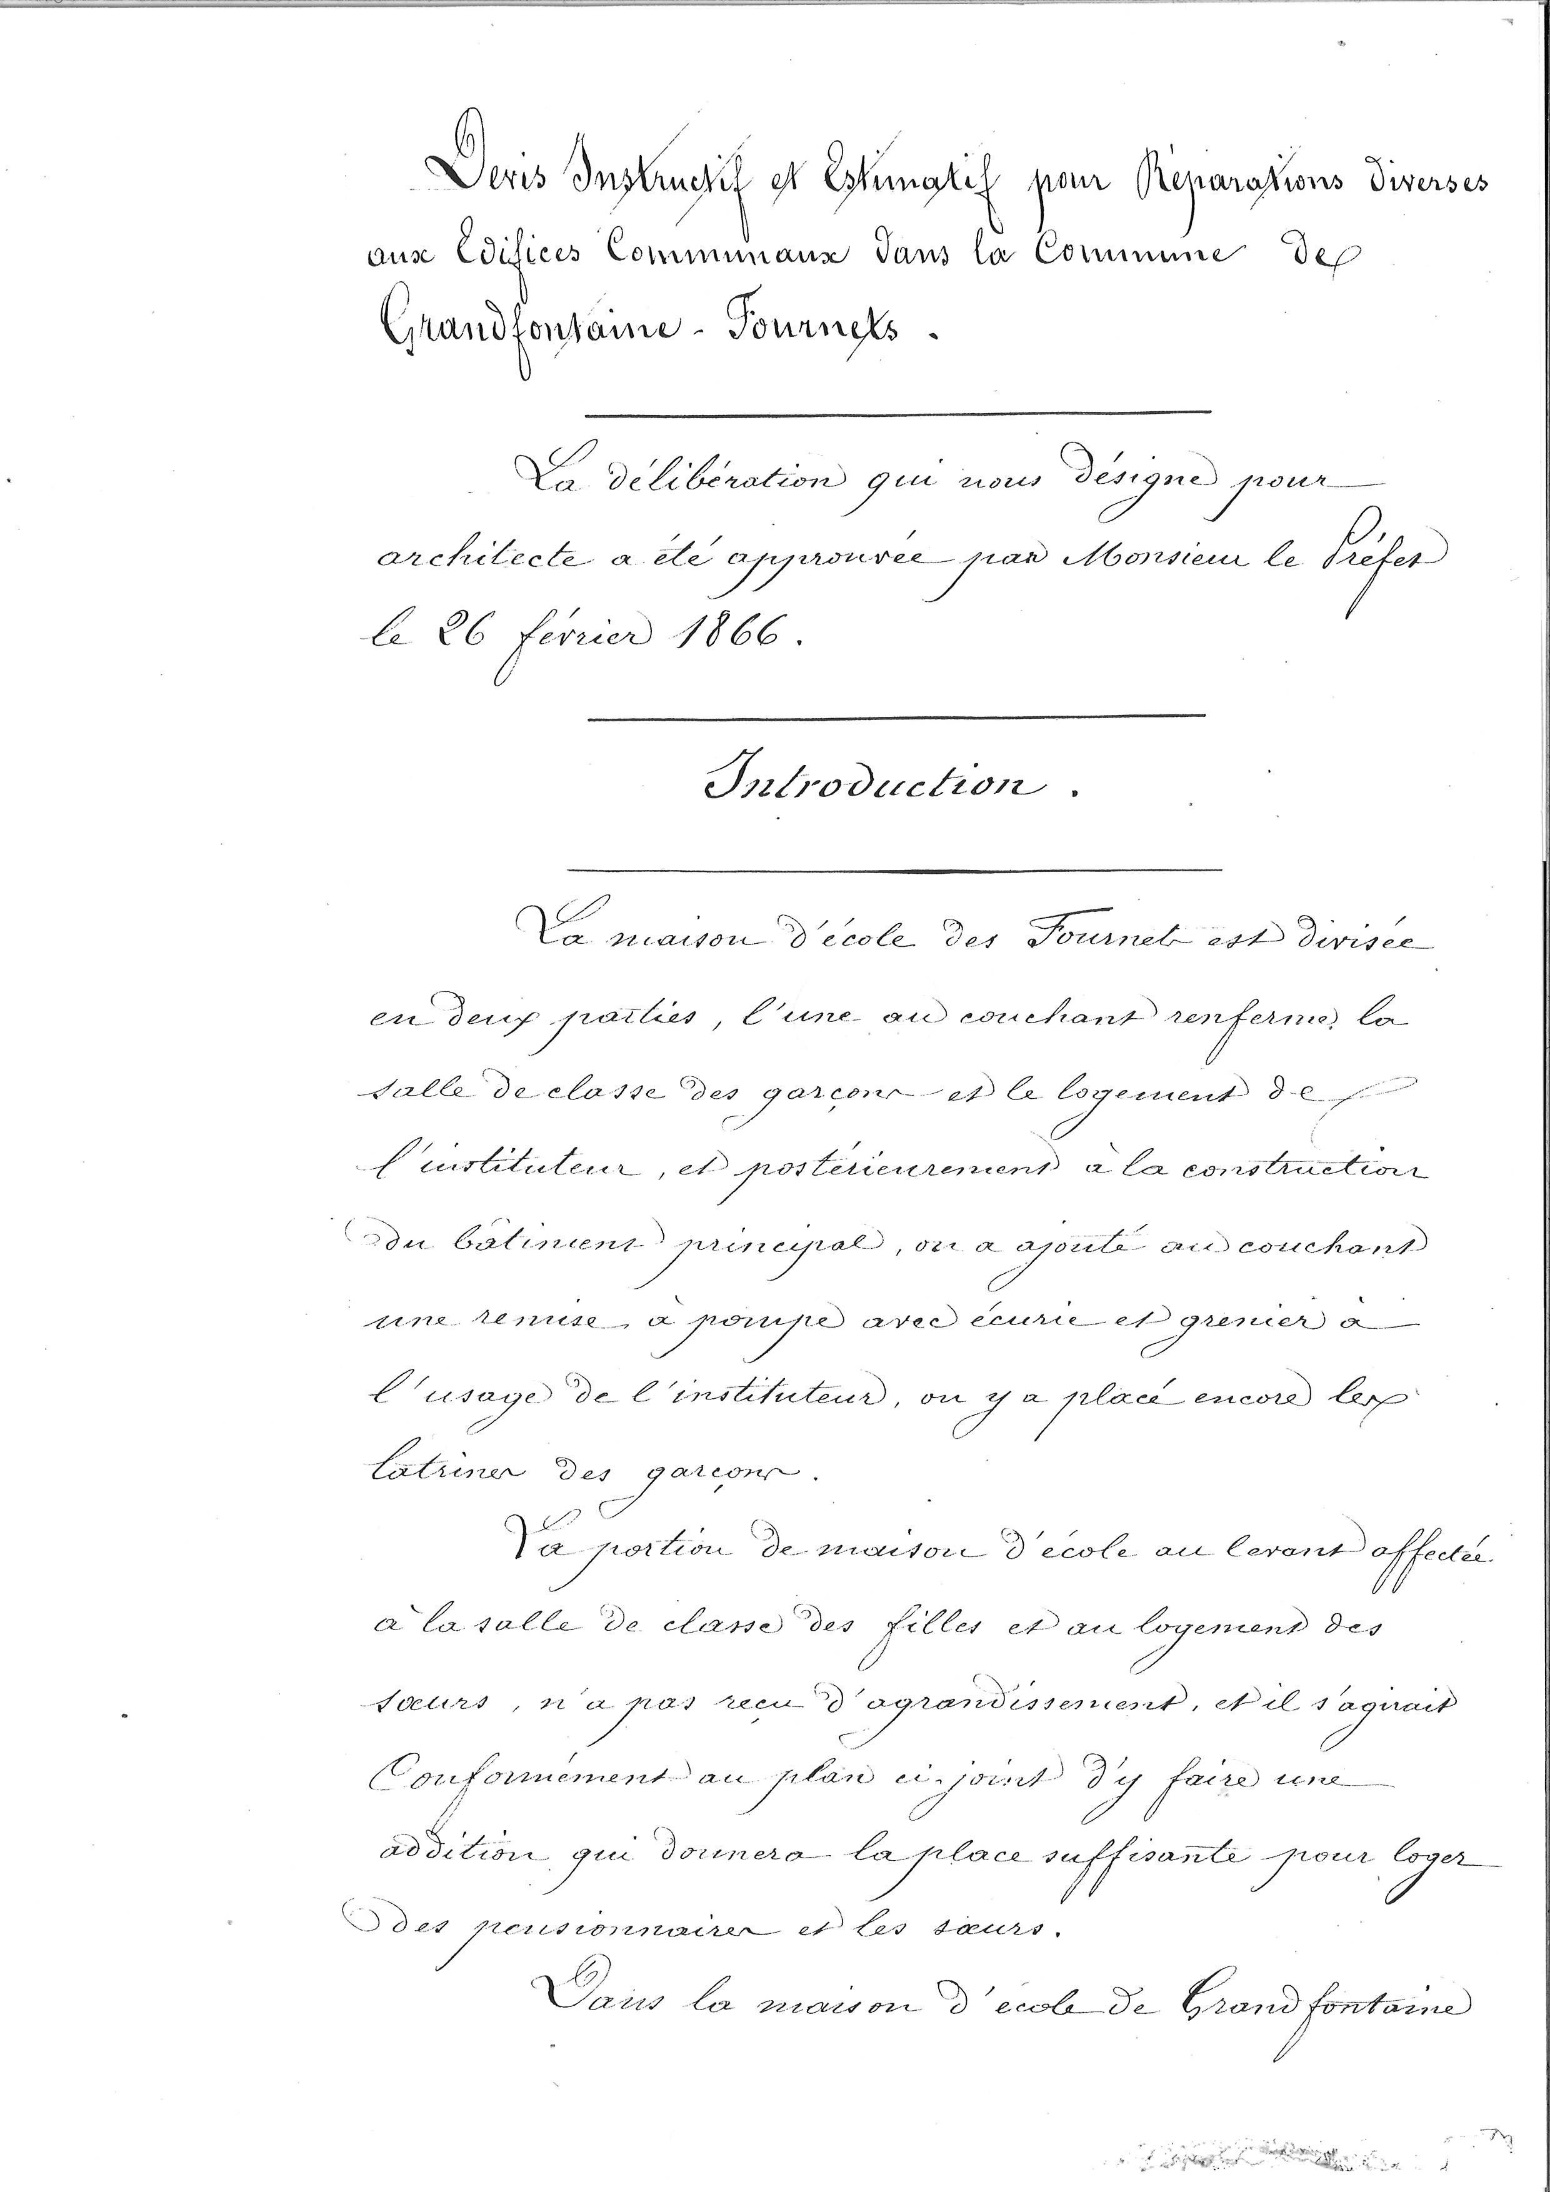 Devis Instructif et Estimatif pour Réparations diverses
aux Edifices Communaux dans la Commune de
Grandfontaine - Fournets.
La délibération qui nous désigne pour
architecte a été approuvée par Monsieur le Préfet
le 26 février 1866.
Introduction.
La maison d'école des Fournets est divisée
en deux parties, l'une au couchant renferme la
salle de classe des garçons et le logement de
l'instituteur, et postérieurement à la construction
du bâtiment principal, on a ajouté au couchant
une remise à pompe avec écurie et grenier à
l'usage de l'instituteur, on y a placé encore les
latrines des garçons.
La portion de maison d'école au levant affectée
à la salle de classe des filles et au logement des
sœurs, n'a pas reçu d'agrandissement, et il s'agirait
Conformément au plan ci-joint d'y faire une
addition qui donnera la place suffisante pour loger
des pensionnaires et les sœurs.
Dans la maison d'école de Grandfontaine